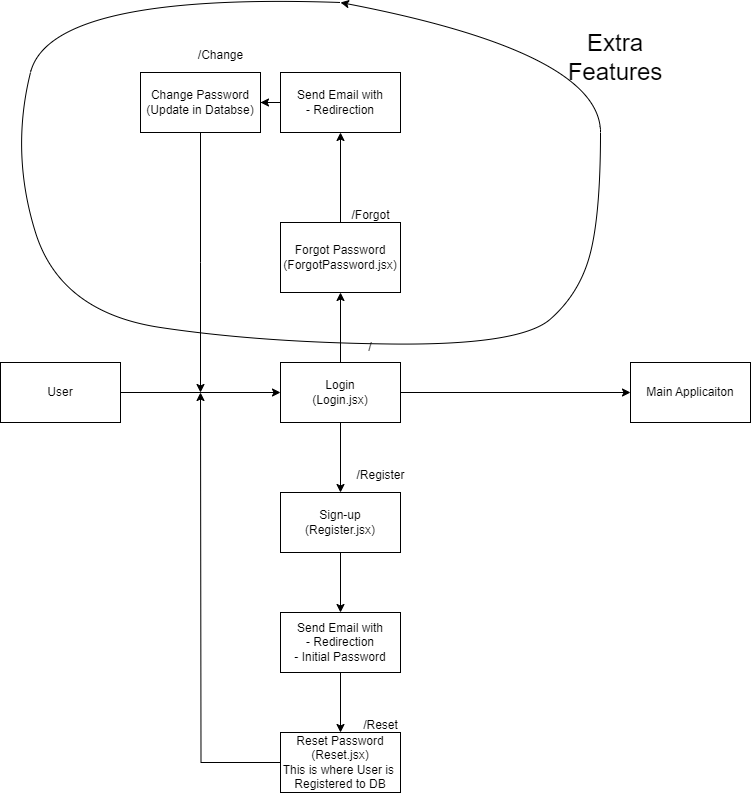 Extra
Features
/Change
Change Password
(Update in Databse)
Send Email with
- Redirection
/Forgot
Forgot Password
(ForgotPassword.jsx)
/
User
Login
(Login.jsx)
Main Applicaiton
/Register
Sign-up
(Register.jsx)
Send Email with
- Redirection
- Initial Password
/Reset
Reset Password
(Reset.jsx)
This is where User is
Registered to DB